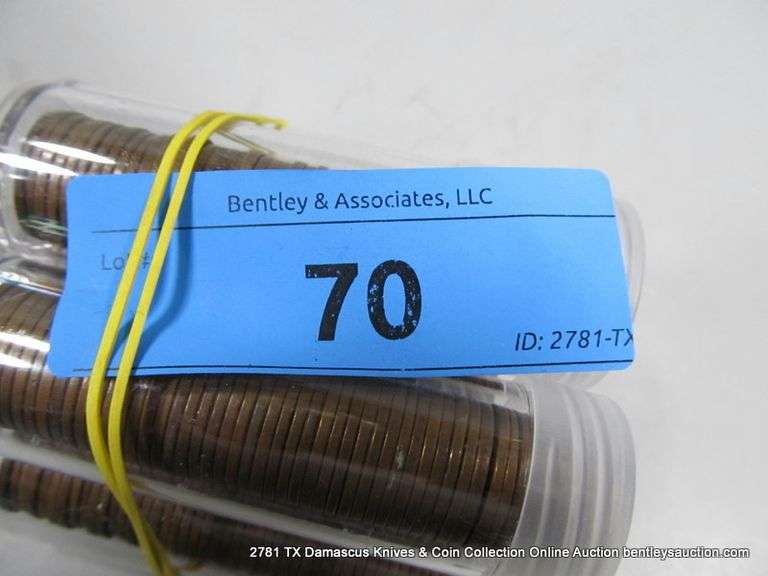 Bentley & Associates, LLC
Lot #
70
ID: 2781-TX
2781 TX Damascus Knives & Coin Collection Online Auction bentleysauction.com